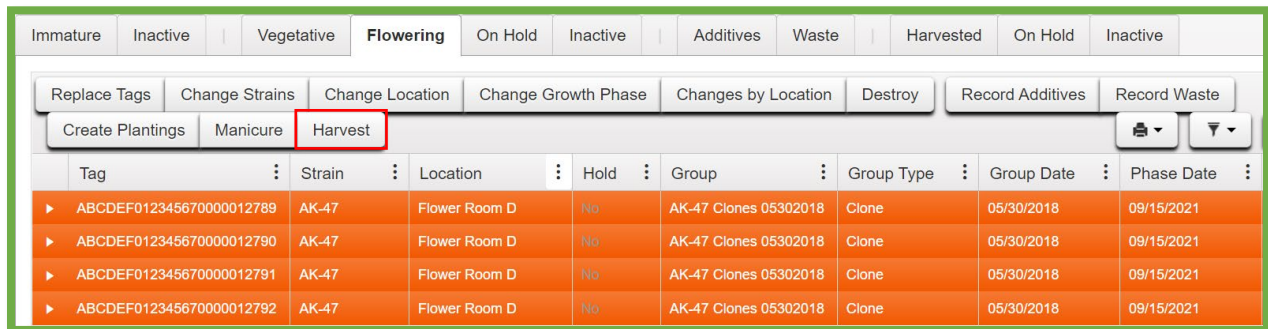 Immature Inactive Vegetative Flowering On Hold Inactive Additives Waste Harvested On Hold Inactive
Replace Tags Change Strains Change Location Change Growth Phase Changes by Location Destroy Record Additives Record Waste
Create Plantings Manicure Harvest
Tag Strain Location Hold Group Group Type Group Date Phase Date
ABCDEF012345670000012789 AK-47 Flower Room D No AK-47 Clones 05302018 Clone 05/30/2018 09/15/2021
ABCDEF012345670000012790 AK-47 Flower Room D No AK-47 Clones 05302018 Clone 05/30/2018 09/15/2021
ABCDEF012345670000012791 AK-47 Flower Room D No AK-47 Clones 05302018 Clone 05/30/2018 09/15/2021
ABCDEF012345670000012792 AK-47 Flower Room D No AK-47 Clones 05302018 Clone 05/30/2018 09/15/2021